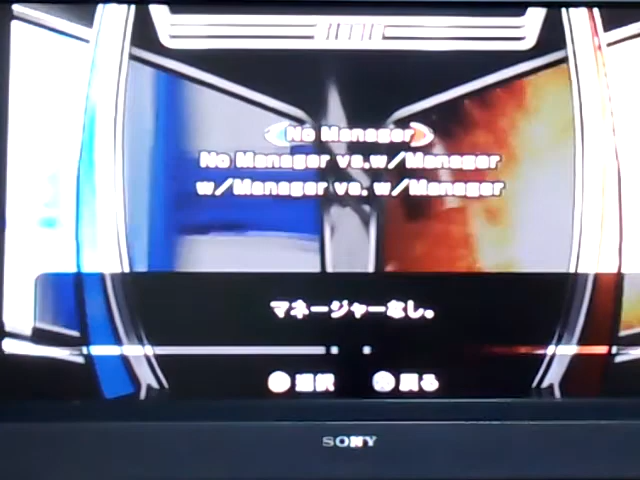 No Manager
No Manager vs.w/Manager
w/Manager vs. w/Manager
マネージャーなし。
選択 戻る
SONY